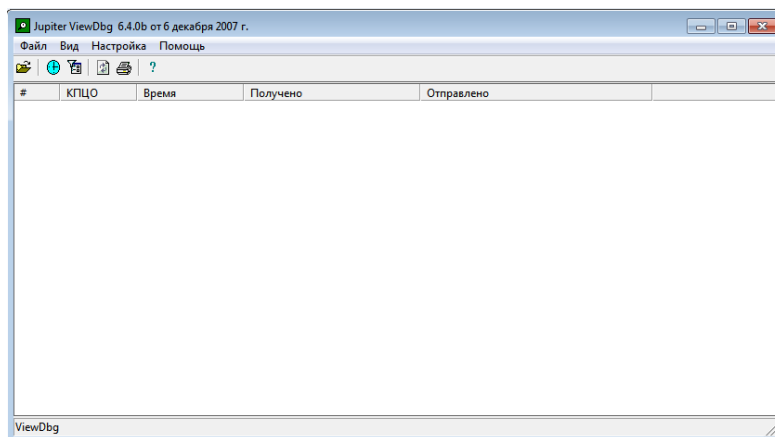 Jupiter ViewDbg 6.4.0b от 6 декабря 2007 г.
Файл Вид Настройка Помощь
?
# КПЦО Время Получено Отправлено
ViewDbg